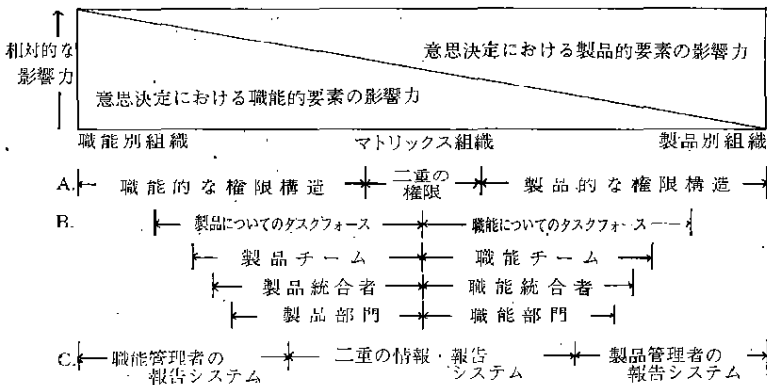 相対的な
影響力
意思決定における製品的要素の影響力
意思決定における職能的要素の影響力
職能別組織 マトリックス組織 製品別組織
A. 職能的な権限構造 二重の権限 製品的な権限構造
B. 製品についてのタスクフォース 職能についてのタスクフォース
製品チーム 職能チーム
製品統合者 職能統合者
製品部門 職能部門
C. 職能管理者の 二重の情報・報告 製品管理者の
報告システム システム 報告システム